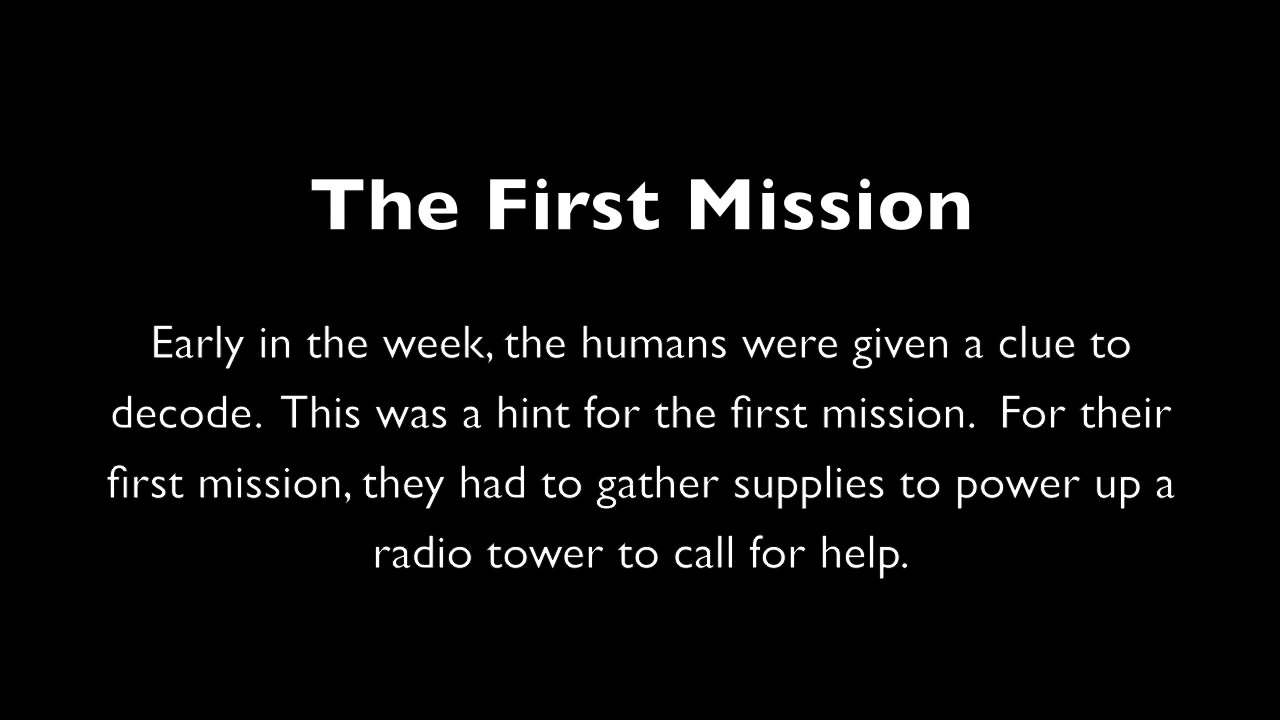 The First Mission
Early in the week, the humans were given a clue to
decode.  This was a hint for the first mission.  For their
first mission, they had to gather supplies to power up a
radio tower to call for help.